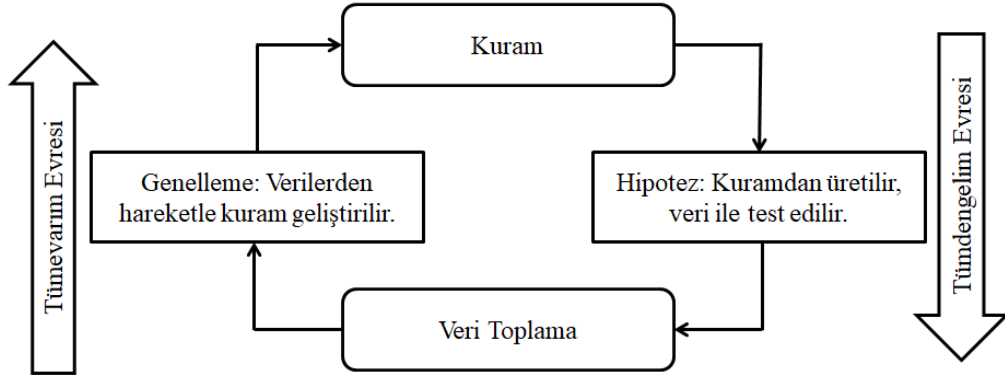 Kuram
Tümevarım Evresi
Genelleme: Verilerden
hareketle kuram geliştirilir.
Hipotez: Kuramdan üretilir,
veri ile test edilir.
Tümdengelim Evresi
Veri Toplama